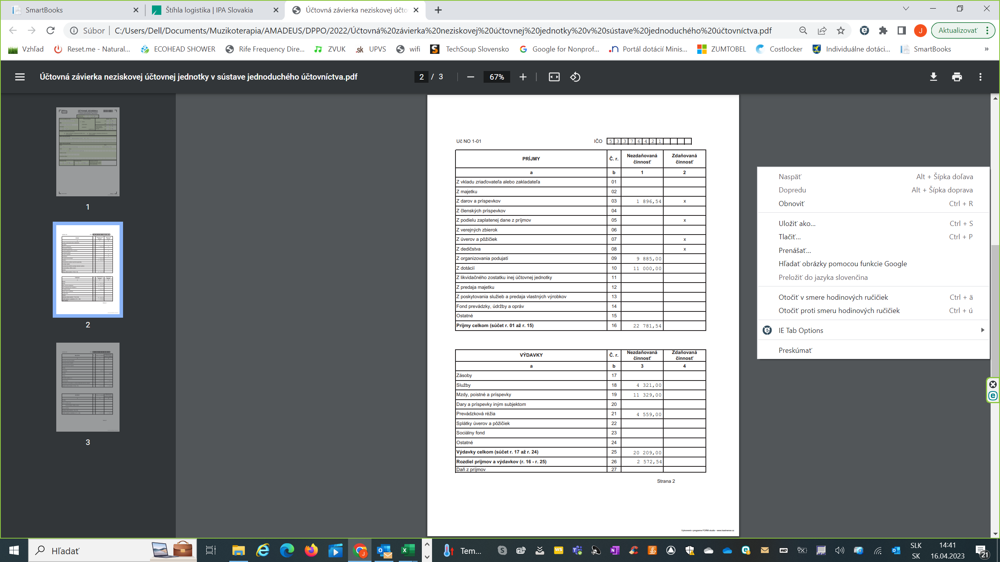 SmartBooks
Štíhla logistika | IPA Slovakia
Účtovná závierka neziskovej účto
Súbor
C:/Users/Dell/Documents/Muzikoterapia/AMADEUS/DPPO/2022/Účtovná%20závierka%20neziskovej%20účtovnej%20jednotky%20v%20sústave%20jednoduchého%20účtovníctva.pdf
J
Aktualizovať
Vzhľad
Reset.me - Natural...
ECOHEAD SHOWER
Rife Frequency Dire...
ZVUK
.sk UPVS
wifi
TechSoup Slovensko
Google for Nonprof...
Portál dotácií Minis...
ZUMTOBEL
Costlocker
Individuálne dotáci...
SmartBooks
»
Účtovná závierka neziskovej účtovnej jednotky v sústave jednoduchého účtovníctva.pdf
2 / 3
67%
ÚČTOVNÁ ZÁVIERKA
1
2
3
Uč NO 1-01 IČO 5 3 3 7 6 4 2 1
PRÍJMY Č. r. Nezdaňovaná činnosť Zdaňovaná činnosť
a b 1 2
Z vkladu zriaďovateľa alebo zakladateľa 01
Z majetku 02
Z darov a príspevkov 03 1 896,54 x
Z členských príspevkov 04
Z podielu zaplatenej dane z príjmov 05 x
Z verejných zbierok 06
Z úverov a pôžičiek 07 x
Z dedičstva 08 x
Z organizovania podujatí 09 9 885,00
Z dotácií 10 11 000,00
Z likvidačného zostatku inej účtovnej jednotky 11
Z predaja majetku 12
Z poskytovania služieb a predaja vlastných výrobkov 13
Fond prevádzky, údržby a opráv 14
Ostatné 15
Príjmy celkom (súčet r. 01 až r. 15) 16 22 781,54
VÝDAVKY Č. r. Nezdaňovaná činnosť Zdaňovaná činnosť
a b 3 4
Zásoby 17
Služby 18 4 321,00
Mzdy, poistné a príspevky 19 11 329,00
Dary a príspevky iným subjektom 20
Prevádzková réžia 21 4 559,00
Splátky úverov a pôžičiek 22
Sociálny fond 23
Ostatné 24
Výdavky celkom (súčet r. 17 až r. 24) 25 20 209,00
Rozdiel príjmov a výdavkov (r. 16 - r. 25) 26 2 572,54
Daň z príjmov 27
Strana 2
Vytvorené v programe FORM studio - www.kastnersw.cz
Naspäť Alt + Šípka doľava
Dopredu Alt + Šípka doprava
Obnoviť Ctrl + R
Uložiť ako... Ctrl + S
Tlačiť... Ctrl + P
Prenášať...
Hľadať obrázky pomocou funkcie Google
Preložiť do jazyka slovenčina
Otočiť v smere hodinových ručičiek Ctrl + ä
Otočiť proti smeru hodinových ručičiek Ctrl + ú
IE Tab Options
Preskúmať
Hľadať
Tem...
WS
WD
SLK
SK
14:41
16.04.2023
21